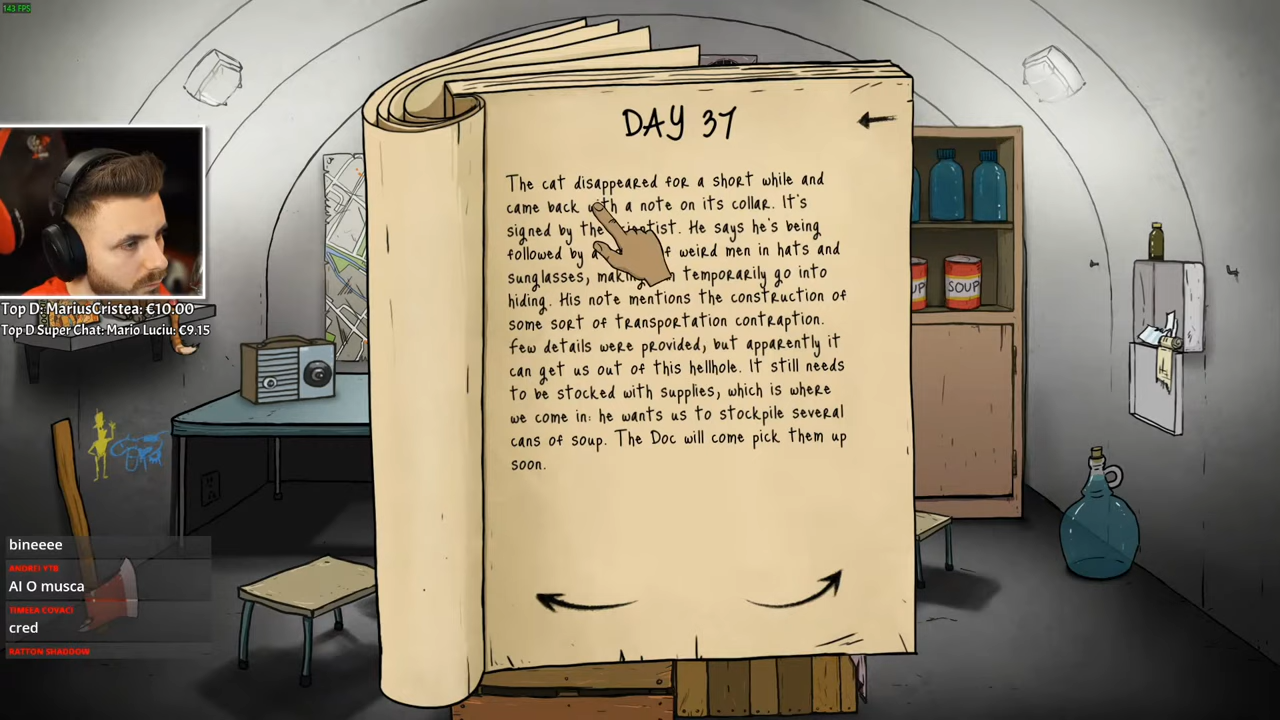 143 FPS
DAY 37
The cat disappeared for a short while and
came back with a note on its collar. It's
signed by the scientist. He says he's being
followed by a of weird men in hats and
sunglasses, making temporarily go into
hiding. His note mentions the construction of
some sort of transportation contraption.
few details were provided, but apparently it
can get us out of this hellhole. It still needs
to be stocked with supplies, which is where
we come in: he wants us to stockpile several
cans of soup. The Doc will come pick them up
soon.
SOUP
Top D: MariusCristea: €10.00
Top D Super Chat: Mario Luciu: €9.15
bineeee
ANDREI YTB
AI O musca
TIMEEA COVACI
cred
RATTON SHADDOW